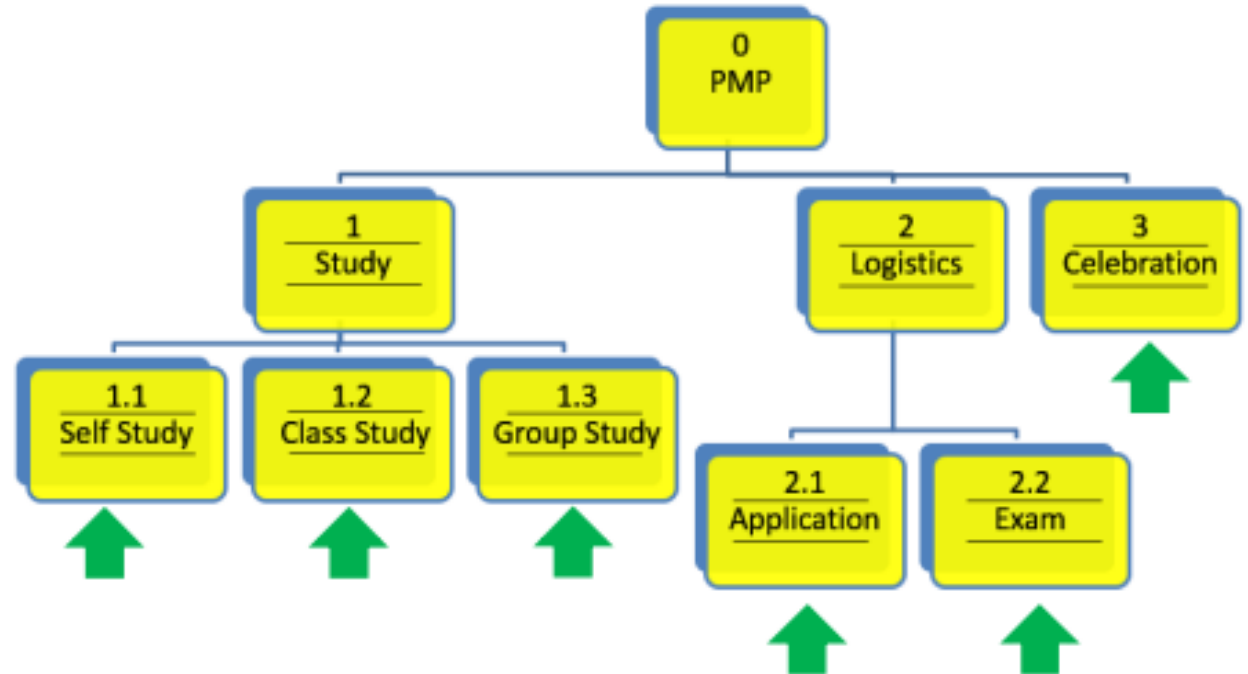 0
PMP
1
Study
2
Logistics
3
Celebration
1.1
Self Study
1.2
Class Study
1.3
Group Study
2.1
Application
2.2
Exam